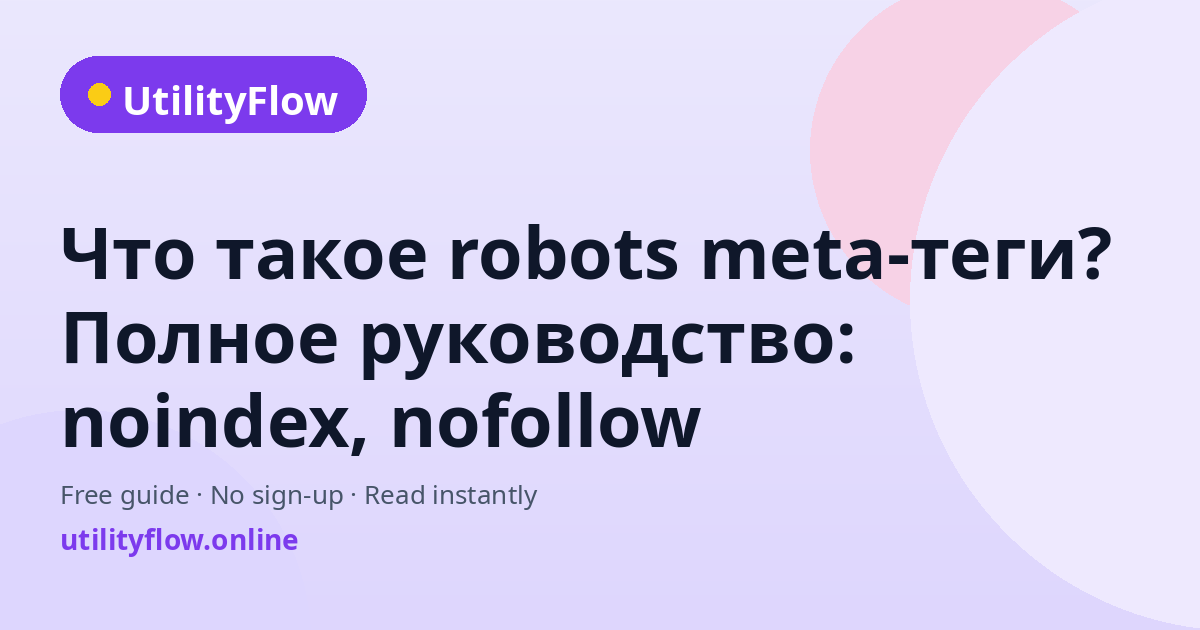 UtilityFlow
Что такое robots meta-теги?
Полное руководство:
noindex, nofollow
Free guide · No sign-up · Read instantly
utilityflow.online